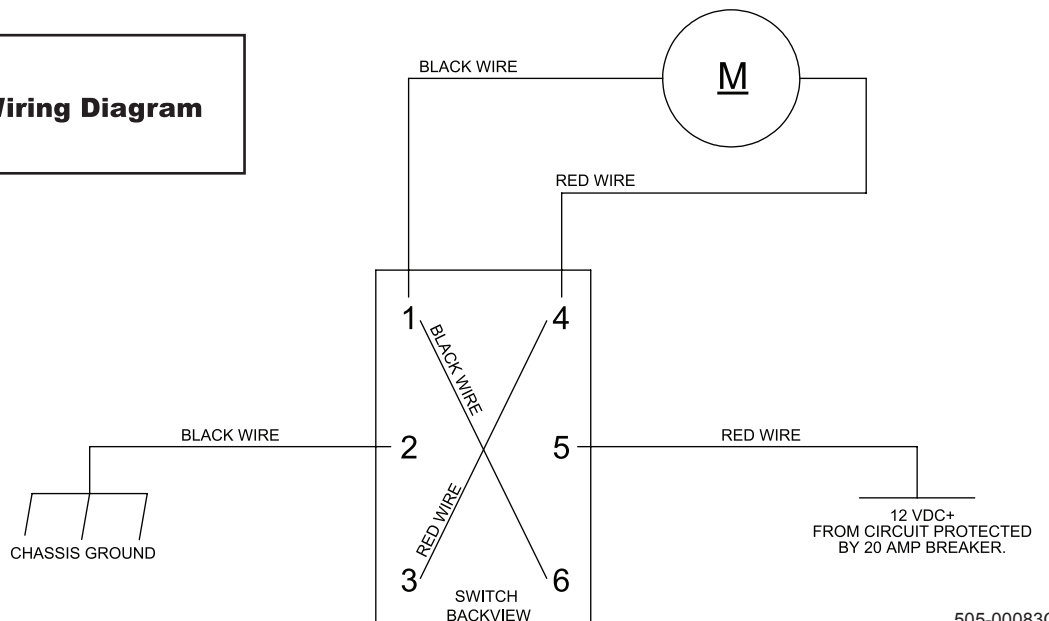 Wiring Diagram
BLACK WIRE
M
RED WIRE
1
4
BLACK WIRE
BLACK WIRE
2
5
RED WIRE
RED WIRE
CHASSIS GROUND
12 VDC+
FROM CIRCUIT PROTECTED
BY 20 AMP BREAKER.
3
6
SWITCH
BACKVIEW